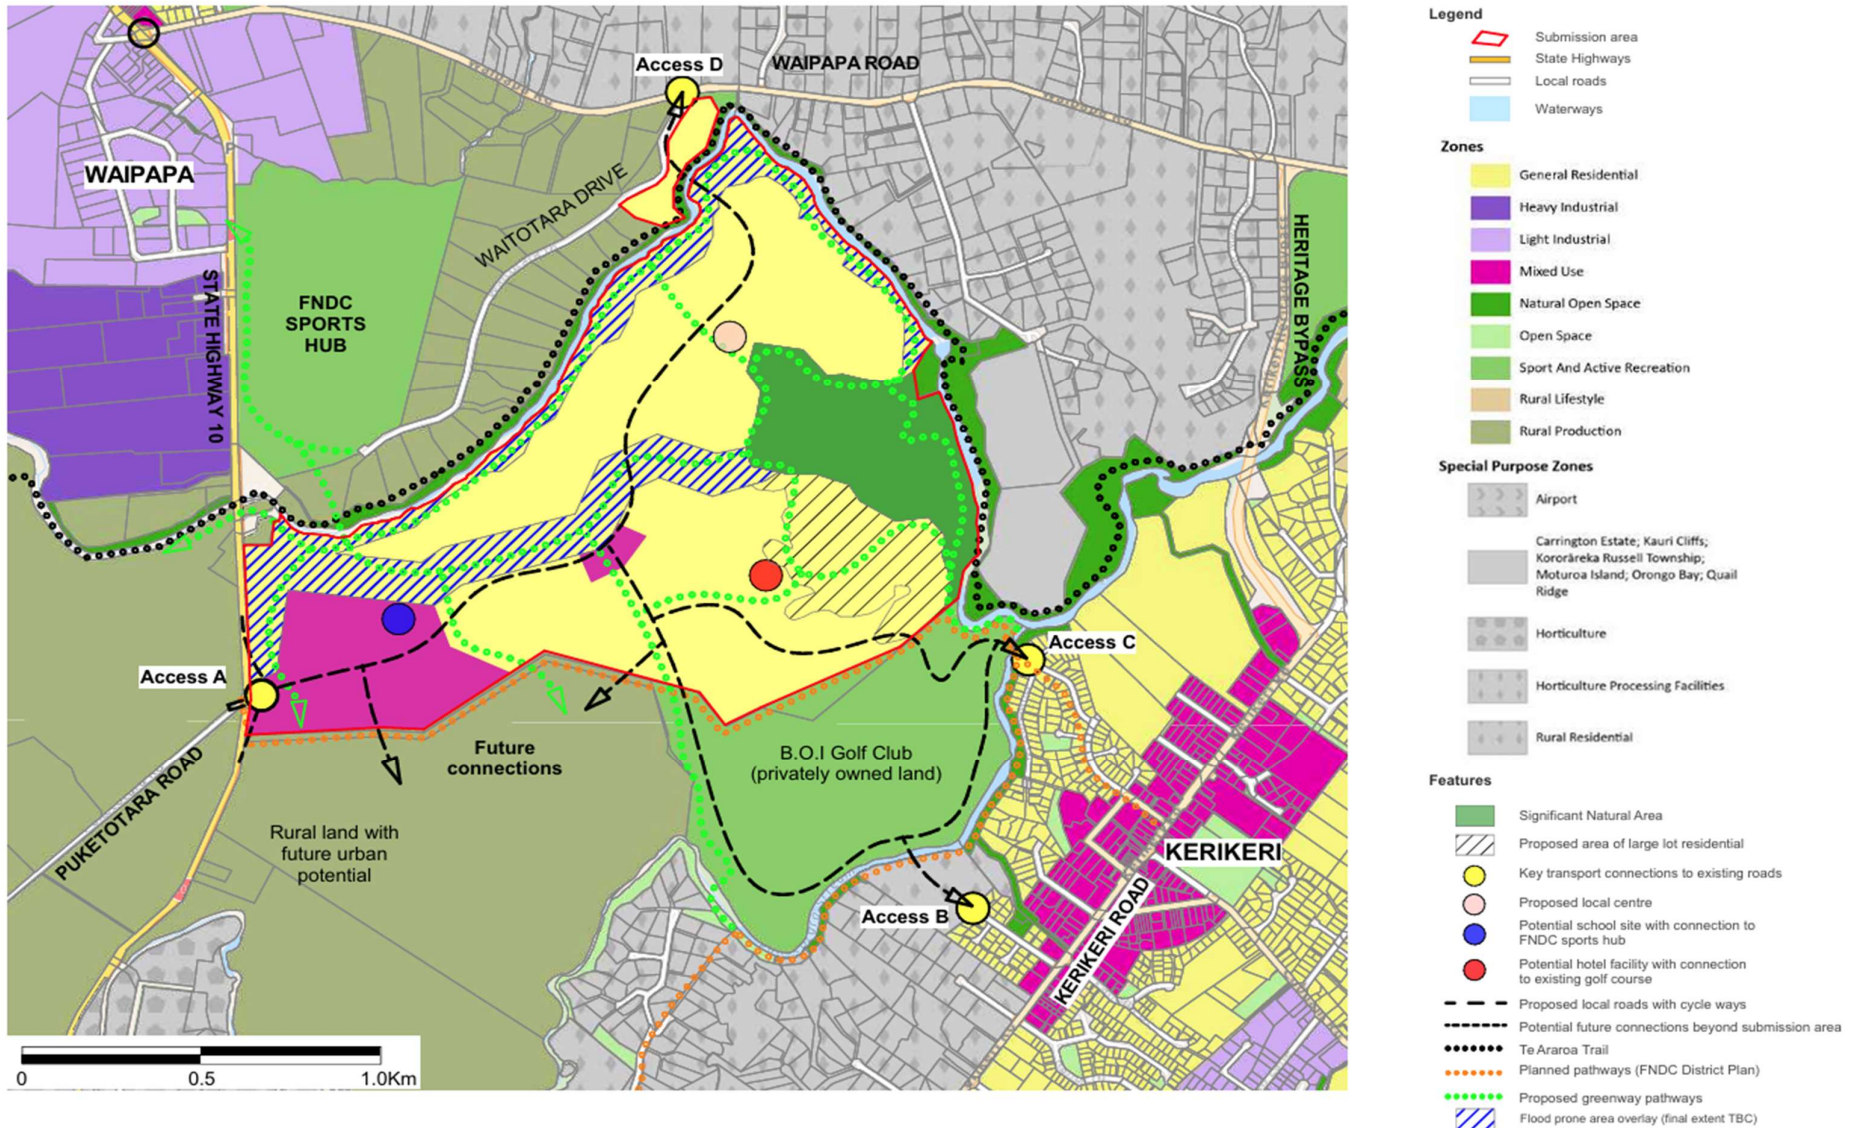 Access D
WAIPAPA ROAD
WAIPAPA
WAITOTARA DRIVE
FNDC
SPORTS
HUB
STATE HIGHWAY 10
HERITAGE BYPASS
Access A
Access C
PUKETOTARA ROAD
Future
connections
B.O.I Golf Club
(privately owned land)
Rural land with
future urban
potential
Access B
KERIKERI
KERIKERI ROAD
0 0.5 1.0Km
Legend
Submission area
State Highways
Local roads
Waterways
Zones
General Residential
Heavy Industrial
Light Industrial
Mixed Use
Natural Open Space
Open Space
Sport And Active Recreation
Rural Lifestyle
Rural Production
Special Purpose Zones
Airport
Carrington Estate; Kauri Cliffs;
Kororāreka Russell Township;
Moturoa Island; Orongo Bay; Quail
Ridge
Horticulture
Horticulture Processing Facilities
Rural Residential
Features
Significant Natural Area
Proposed area of large lot residential
Key transport connections to existing roads
Proposed local centre
Potential school site with connection to
FNDC sports hub
Potential hotel facility with connection
to existing golf course
Proposed local roads with cycle ways
Potential future connections beyond submission area
Te Araroa Trail
Planned pathways (FNDC District Plan)
Proposed greenway pathways
Flood prone area overlay (final extent TBC)